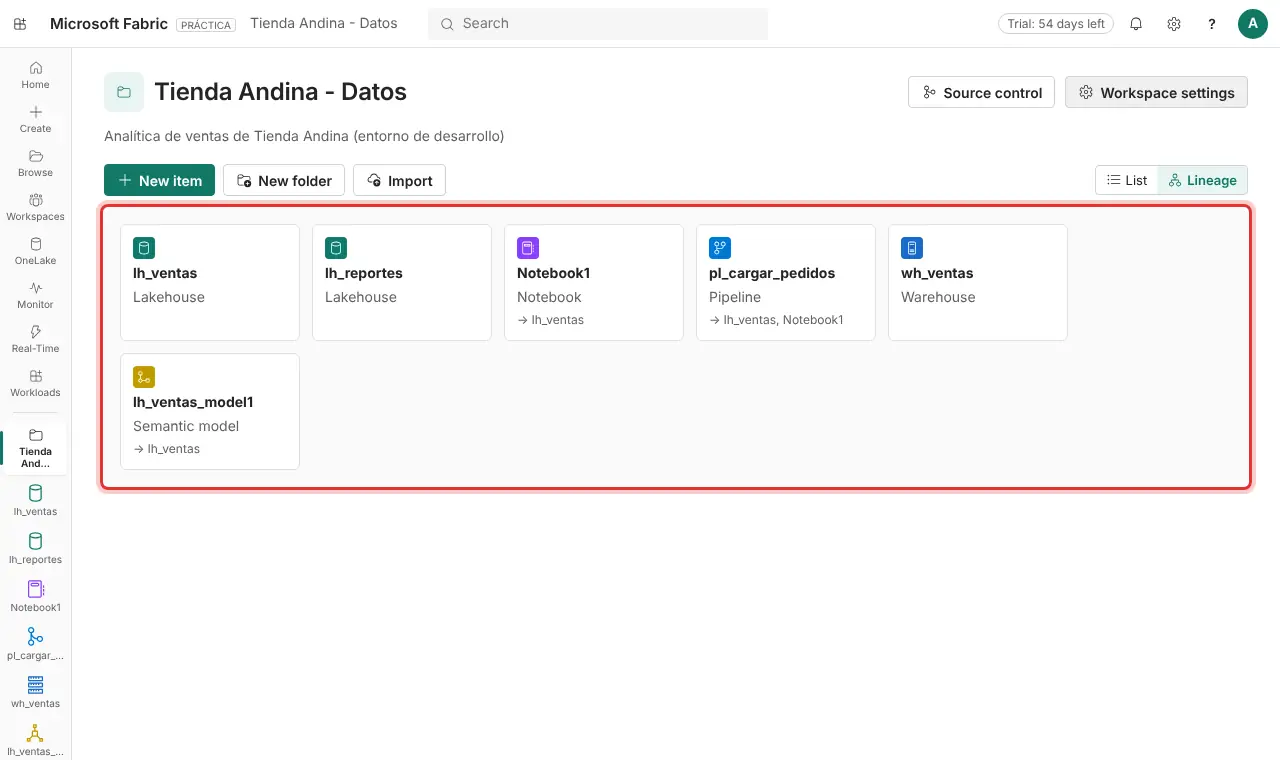 Microsoft Fabric PRÁCTICA Tienda Andina - Datos Search Trial: 54 days left ? A
Home
Create
Browse
Workspaces
OneLake
Monitor
Real-Time
Workloads
Tienda
And...
lh_ventas
lh_reportes
Notebook1
pl_cargar_...
wh_ventas
lh_ventas_...
Tienda Andina - Datos
Source control Workspace settings
Analítica de ventas de Tienda Andina (entorno de desarrollo)
New item New folder Import List Lineage
lh_ventas
Lakehouse
lh_reportes
Lakehouse
Notebook1
Notebook
→ lh_ventas
pl_cargar_pedidos
Pipeline
→ lh_ventas, Notebook1
wh_ventas
Warehouse
lh_ventas_model1
Semantic model
→ lh_ventas